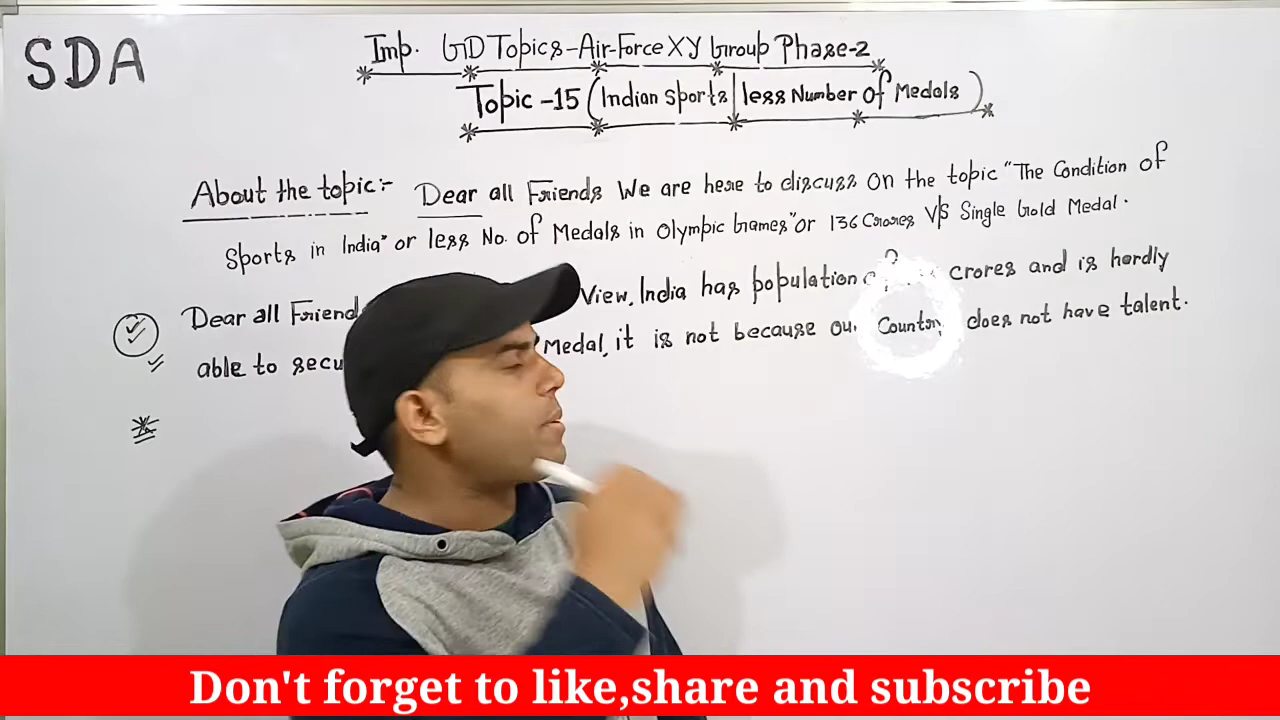 SDA
Imp. GD Topics-Air-Force XY Group Phase-2
Topic-15 (Indian Sports|less Number of Medals)
About the topic:- Dear all Friends We are here to discuss on the topic "The Condition of
Sports in India" or less No. of Medals in Olympic Games" or 136 Crores V/s Single Gold Medal.
Dear all View, India has population crores and is hardly
able to Medal, it is not because our Country does not have talent.
Don't forget to like,share and subscribe